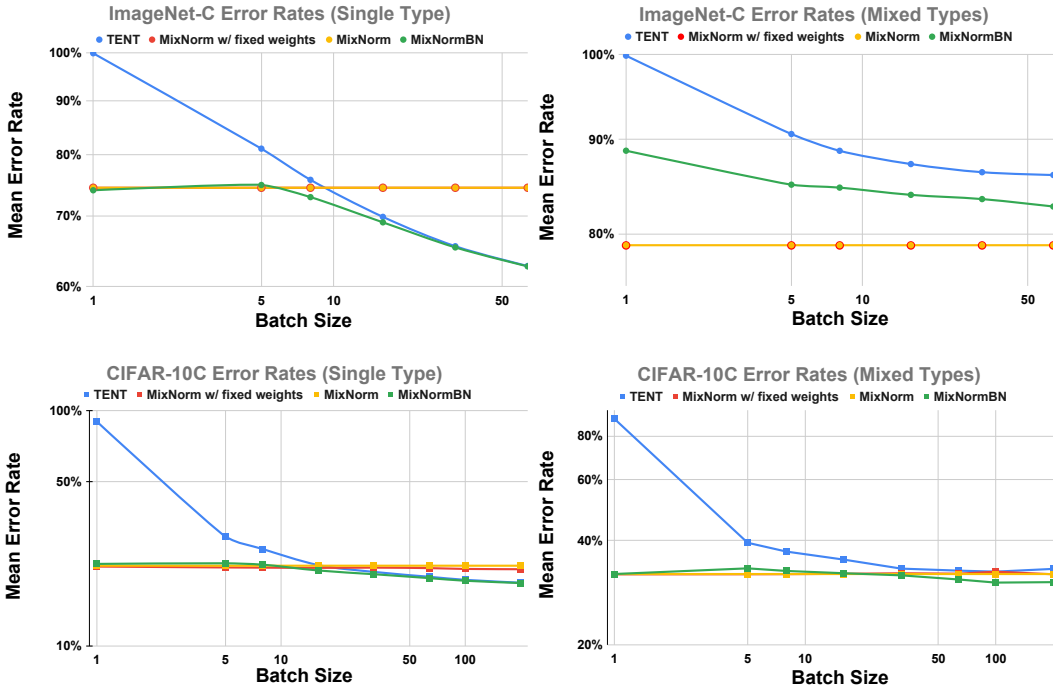 ImageNet-C Error Rates (Single Type)
TENT MixNorm w/ fixed weights MixNorm MixNormBN
100%
90%
80%
70%
60%
Mean Error Rate
1 5 10 50
Batch Size
ImageNet-C Error Rates (Mixed Types)
TENT MixNorm w/ fixed weights MixNorm MixNormBN
100%
90%
80%
Mean Error Rate
1 5 10 50
Batch Size
CIFAR-10C Error Rates (Single Type)
TENT MixNorm w/ fixed weights MixNorm MixNormBN
100%
50%
10%
Mean Error Rate
1 5 10 50 100
Batch Size
CIFAR-10C Error Rates (Mixed Types)
TENT MixNorm w/ fixed weights MixNorm MixNormBN
80%
60%
40%
20%
Mean Error Rate
1 5 10 50 100
Batch Size